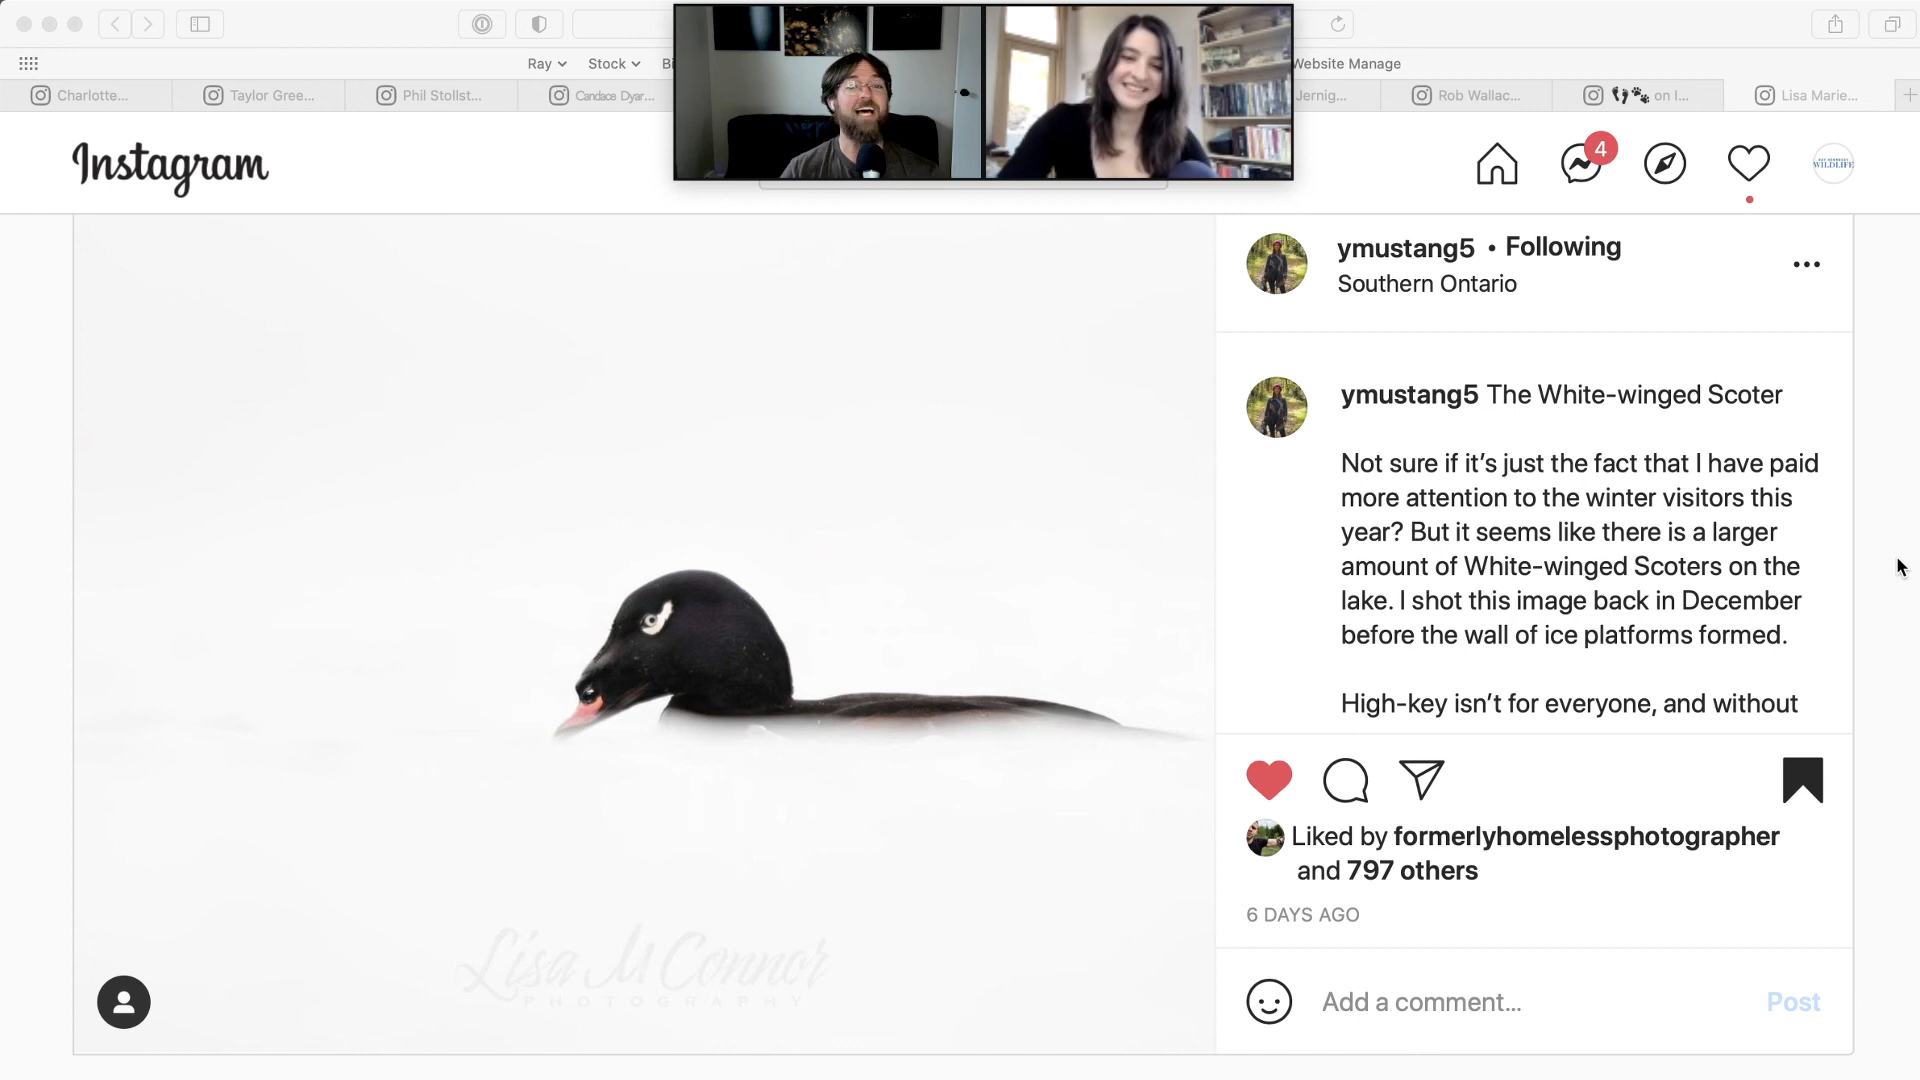 Ray
Stock
Website Manage
Charlotte...
Taylor Gree...
Phil Stollst...
Candace Dyar...
Jernig...
Rob Wallac...
on I...
Lisa Marie...
Instagram
4
WILDLIFE
ymustang5 • Following
Southern Ontario
ymustang5 The White-winged Scoter
Not sure if it's just the fact that I have paid
more attention to the winter visitors this
year? But it seems like there is a larger
amount of White-winged Scoters on the
lake. I shot this image back in December
before the wall of ice platforms formed.
High-key isn't for everyone, and without
Liked by formerlyhomelessphotographer
and 797 others
6 DAYS AGO
Add a comment...
Post
Lisa M Connor
PHOTOGRAPHY